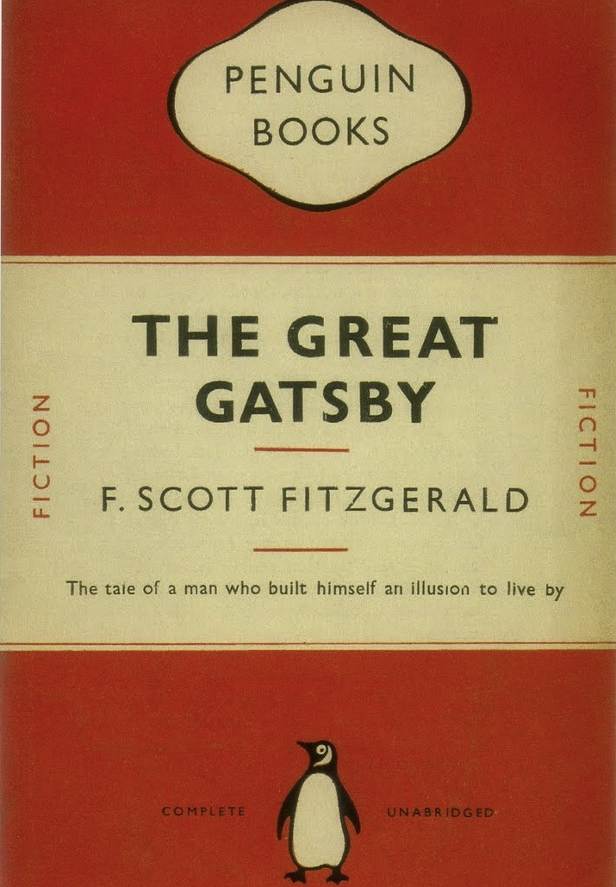 PENGUIN
BOOKS
THE GREAT
GATSBY
FICTION
F. SCOTT FITZGERALD
FICTION
The tale of a man who built himself an illusion to live by
COMPLETE
UNABRIDGED